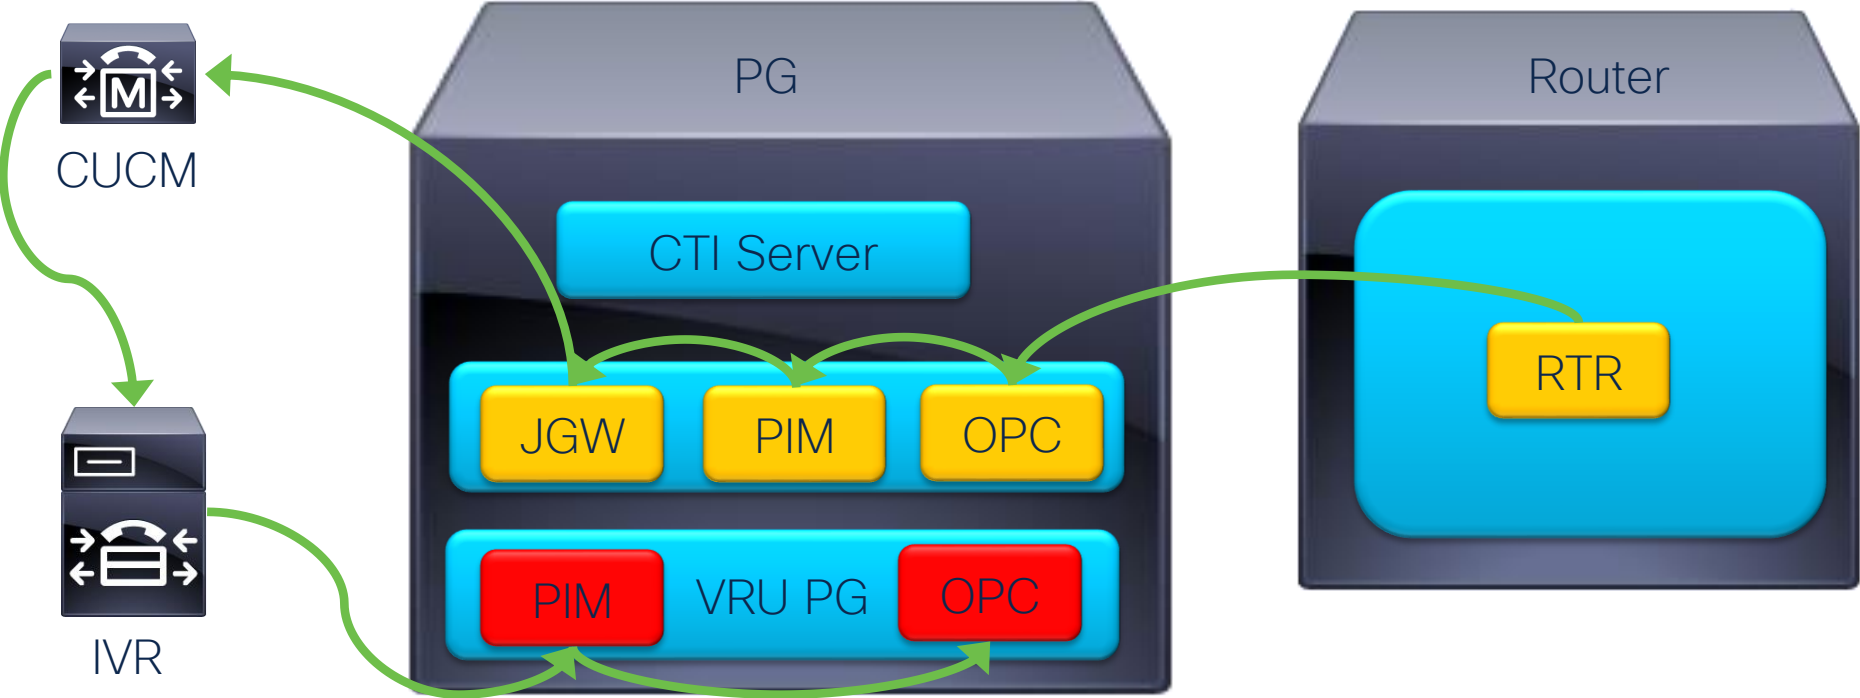 PG
Router
M
CUCM
CTI Server
RTR
JGW
PIM
OPC
PIM
VRU PG
OPC
IVR